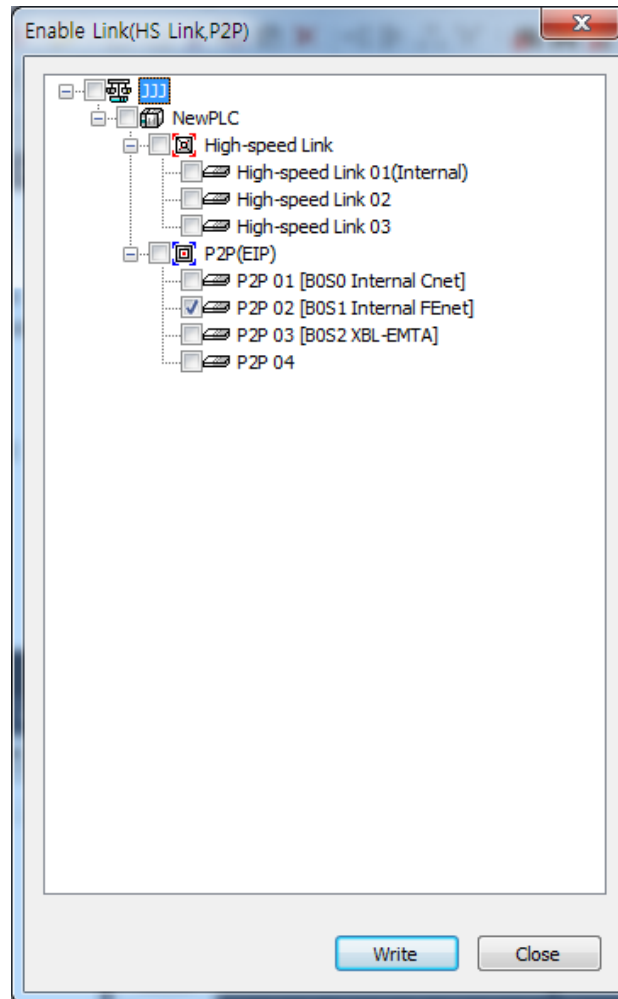 Enable Link(HS Link,P2P)
JJJ
NewPLC
High-speed Link
High-speed Link 01(Internal)
High-speed Link 02
High-speed Link 03
P2P(EIP)
P2P 01 [B0S0 Internal Cnet]
P2P 02 [B0S1 Internal FEnet]
P2P 03 [B0S2 XBL-EMTA]
P2P 04
Write Close